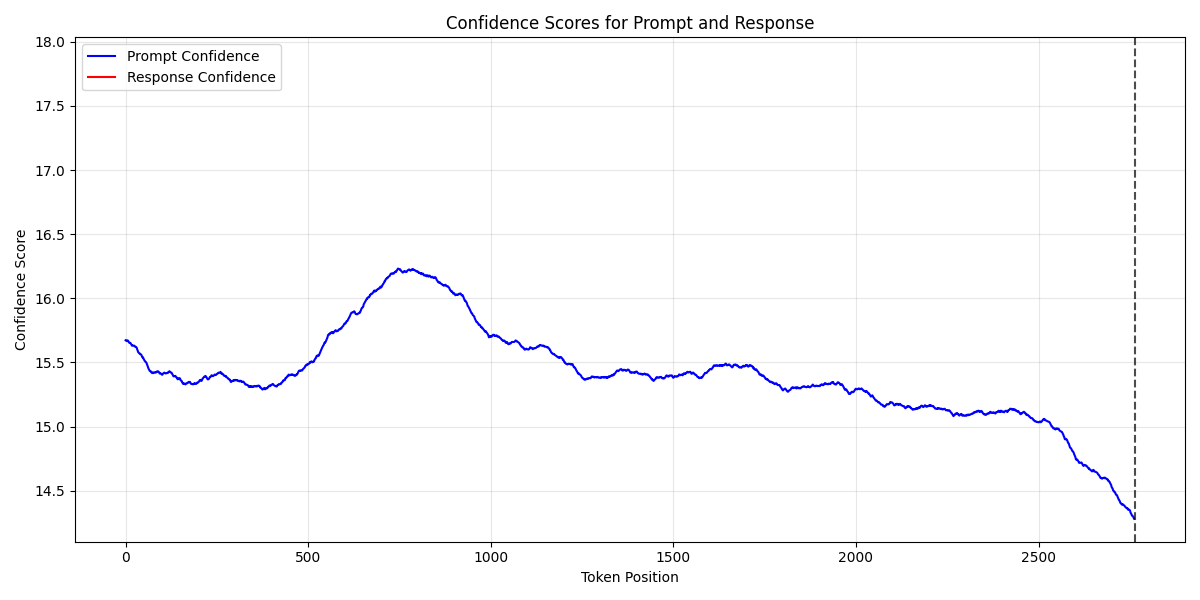 Confidence Scores for Prompt and Response
Prompt Confidence
Response Confidence
Confidence Score
18.0
17.5
17.0
16.5
16.0
15.5
15.0
14.5
0 500 1000 1500 2000 2500
Token Position